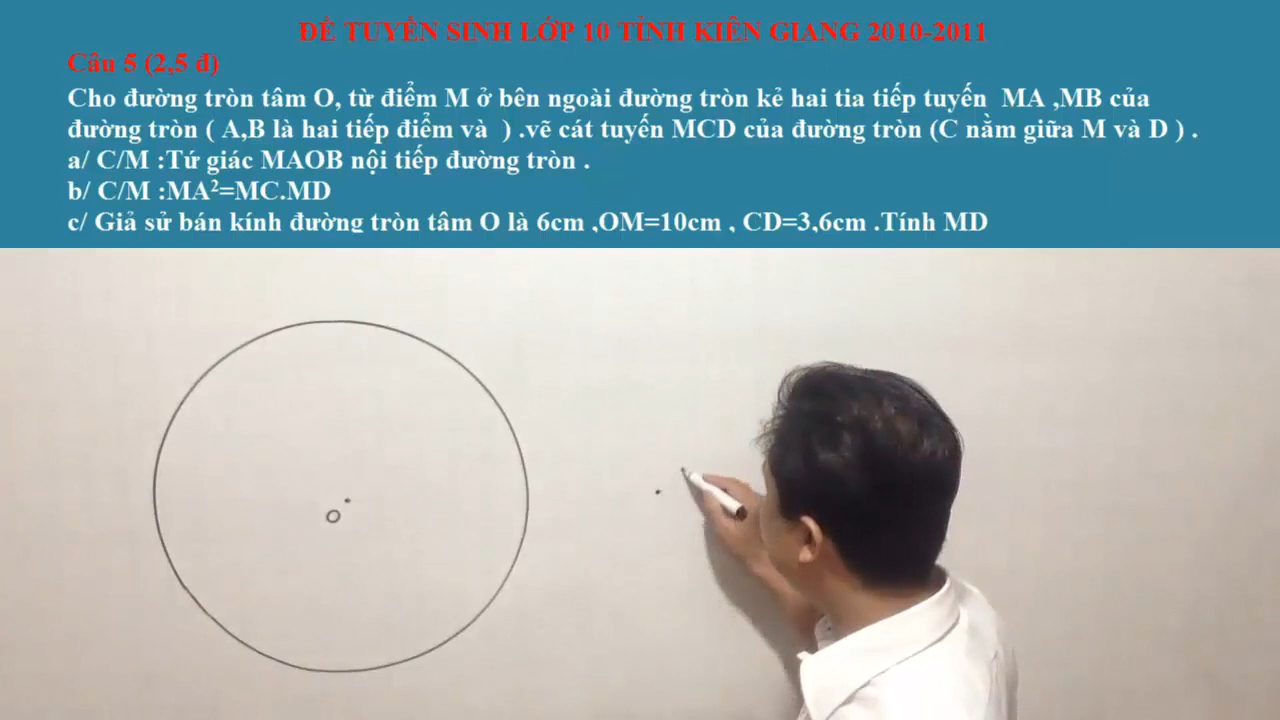 ĐỀ TUYỂN SINH LỚP 10 TỈNH KIÊN GIANG 2010-2011
Câu 5 (2,5 đ)
Cho đường tròn tâm O, từ điểm M ở bên ngoài đường tròn kẻ hai tia tiếp tuyến MA ,MB của
đường tròn ( A,B là hai tiếp điểm và ) .vẽ cát tuyến MCD của đường tròn (C nằm giữa M và D ) .
a/ C/M :Tứ giác MAOB nội tiếp đường tròn .
b/ C/M :MA²=MC.MD
c/ Giả sử bán kính đường tròn tâm O là 6cm ,OM=10cm , CD=3,6cm .Tính MD
O